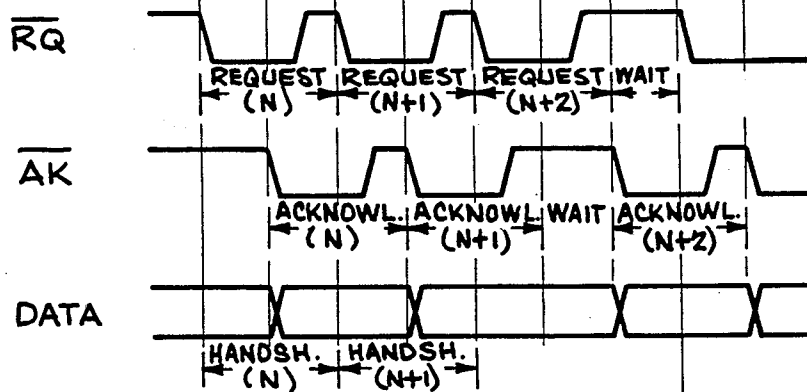 RQ
REQUEST REQUEST REQUEST WAIT
(N) (N+1) (N+2)
AK
ACKNOWL. ACKNOWL. WAIT ACKNOWL.
(N) (N+1) (N+2)
DATA
HANDSH. HANDSH.
(N) (N+1)